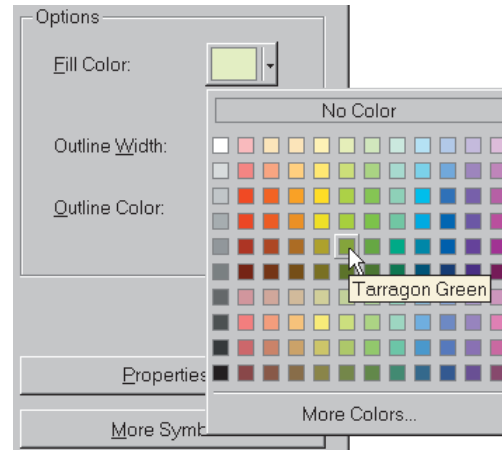 Options
Fill Color:
No Color
Outline Width:
Outline Color:
Tarragon Green
Properties
More Symb
More Colors...